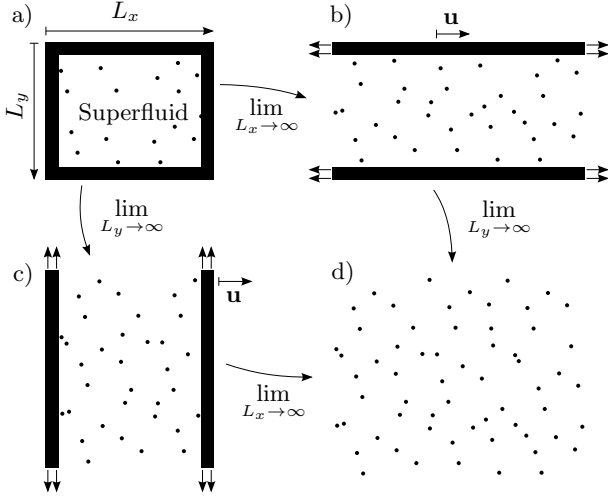 a)
L_x
L_y
Superfluid
lim
L_x→∞
b)
u
lim
L_y→∞
lim
L_y→∞
c)
u
lim
L_x→∞
d)